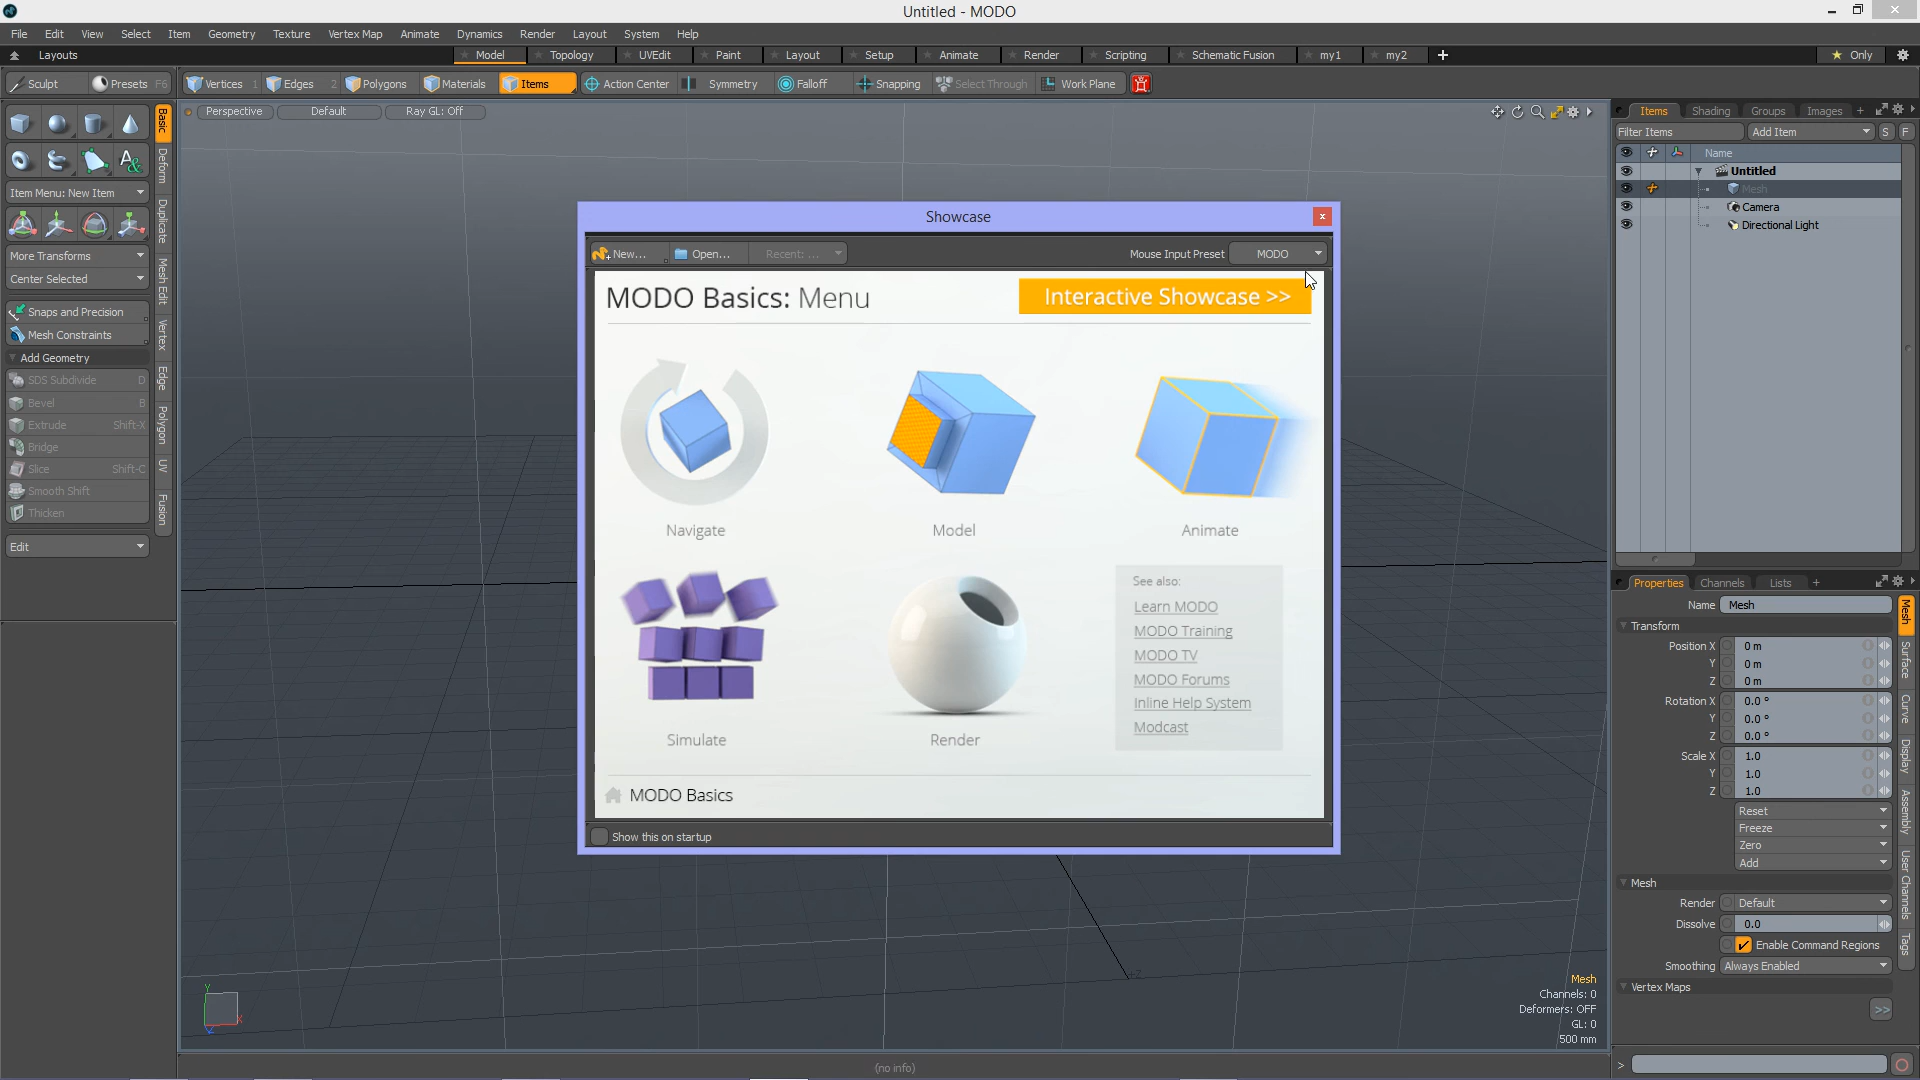 Untitled - MODO
File Edit View Select Item Geometry Texture Vertex Map Animate Dynamics Render Layout System Help
Layouts Model Topology UVEdit Paint Layout Setup Animate Render Scripting Schematic Fusion my1 my2 + Only
Sculpt Presets F6 Vertices 1 Edges 2 Polygons Materials Items Action Center Symmetry Falloff Snapping Select Through Work Plane
Perspective Default Ray GL: Off
Basic
Deform
Duplicate
Mesh Edit
Vertex
Edge
Polygon
UV
Fusion
Item Menu: New Item
More Transforms
Center Selected
Snaps and Precision
Mesh Constraints
Add Geometry
SDS Subdivide D
Bevel B
Extrude Shift-X
Bridge
Slice Shift-C
Smooth Shift
Thicken
Edit
Showcase
New... Open... Recent: ... Mouse Input Preset MODO
MODO Basics: Menu
Interactive Showcase >>
Navigate
Model
Animate
Simulate
Render
See also:
Learn MODO
MODO Training
MODO TV
MODO Forums
Inline Help System
Modcast
MODO Basics
Show this on startup
Y
X
Z
+Z
Mesh
Channels: 0
Deformers: OFF
GL: 0
500 mm
(no info)
Items Shading Groups Images +
Filter Items Add Item S F
Name
Untitled
Mesh
Camera
Directional Light
Properties Channels Lists +
Name Mesh
Transform
Position X 0 m
Y 0 m
Z 0 m
Rotation X 0.0 °
Y 0.0 °
Z 0.0 °
Scale X 1.0
Y 1.0
Z 1.0
Reset
Freeze
Zero
Add
Mesh
Render Default
Dissolve 0.0
Enable Command Regions
Smoothing Always Enabled
Vertex Maps
>>
>
Mesh
Surface
Curve
Display
Assembly
User Channels
Tags